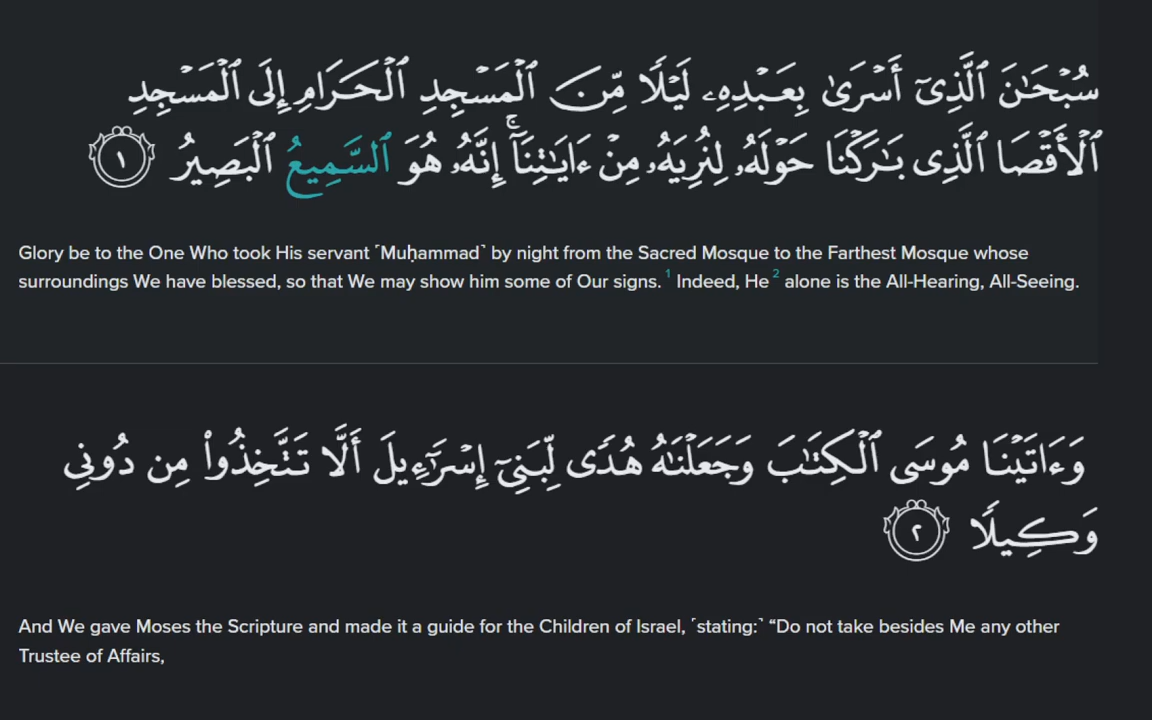 سُبْحَـٰنَ ٱلَّذِىٓ أَسْرَىٰ بِعَبْدِهِۦ لَيْلًا مِّنَ ٱلْمَسْجِدِ ٱلْحَرَامِ إِلَى ٱلْمَسْجِدِ
ٱلْأَقْصَا ٱلَّذِى بَـٰرَكْنَا حَوْلَهُۥ لِنُرِيَهُۥ مِنْ ءَايَـٰتِنَآ ۚ إِنَّهُۥ هُوَ ٱلسَّمِيعُ ٱلْبَصِيرُ ١
Glory be to the One Who took His servant ˹Muḥammad˺ by night from the Sacred Mosque to the Farthest Mosque whose
surroundings We have blessed, so that We may show him some of Our signs.1 Indeed, He2 alone is the All-Hearing, All-Seeing.
وَءَاتَيْنَا مُوسَى ٱلْكِتَـٰبَ وَجَعَلْنَـٰهُ هُدًى لِّبَنِىٓ إِسْرَٰٓءِيلَ أَلَّا تَتَّخِذُوا۟ مِن دُونِى
وَكِيلًا ٢
And We gave Moses the Scripture and made it a guide for the Children of Israel, ˹stating:˺ “Do not take besides Me any other
Trustee of Affairs,